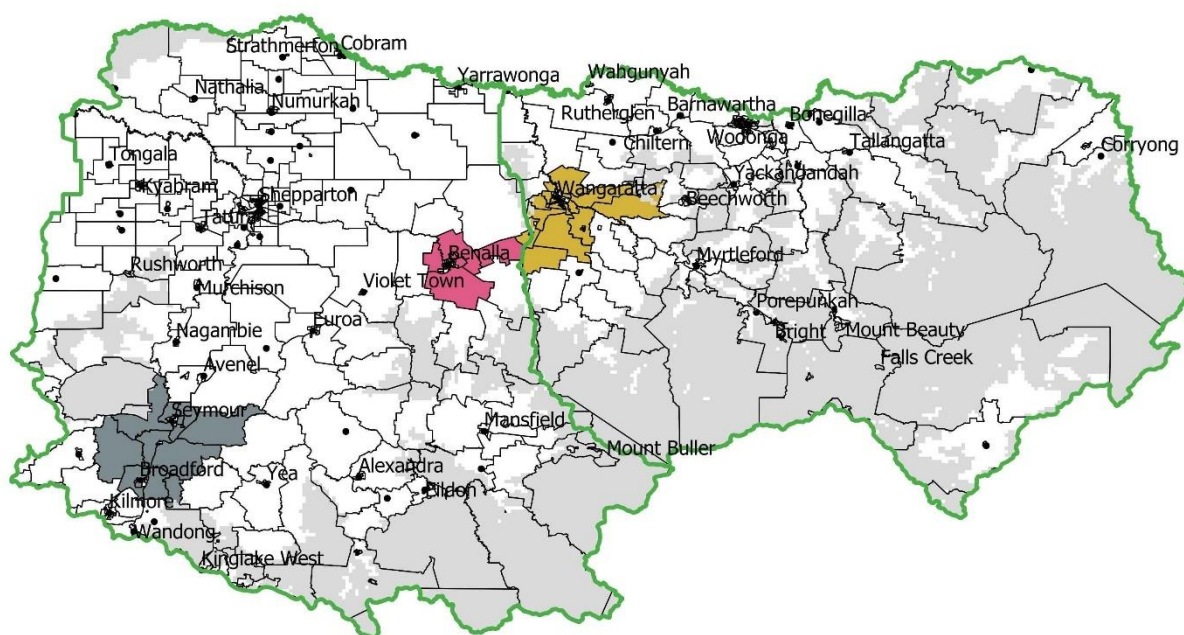 Strathmerton
Cobram
Yarrawonga
Wahgunyah
Nathalia
Numurkah
Rutherglen
Barnawartha
Bonegilla
Chiltern
Wodonga
Tallangatta
Corryong
Tongala
Kyabram
Shepparton
Wangaratta
Yackandandah
Beechworth
Tatura
Benalla
Myrtleford
Rushworth
Violet Town
Murchison
Porepunkah
Nagambie
Euroa
Bright
Mount Beauty
Avenel
Falls Creek
Seymour
Mansfield
Mount Buller
Broadford
Yea
Alexandra
Eildon
Kilmore
Wandong
Kinglake West